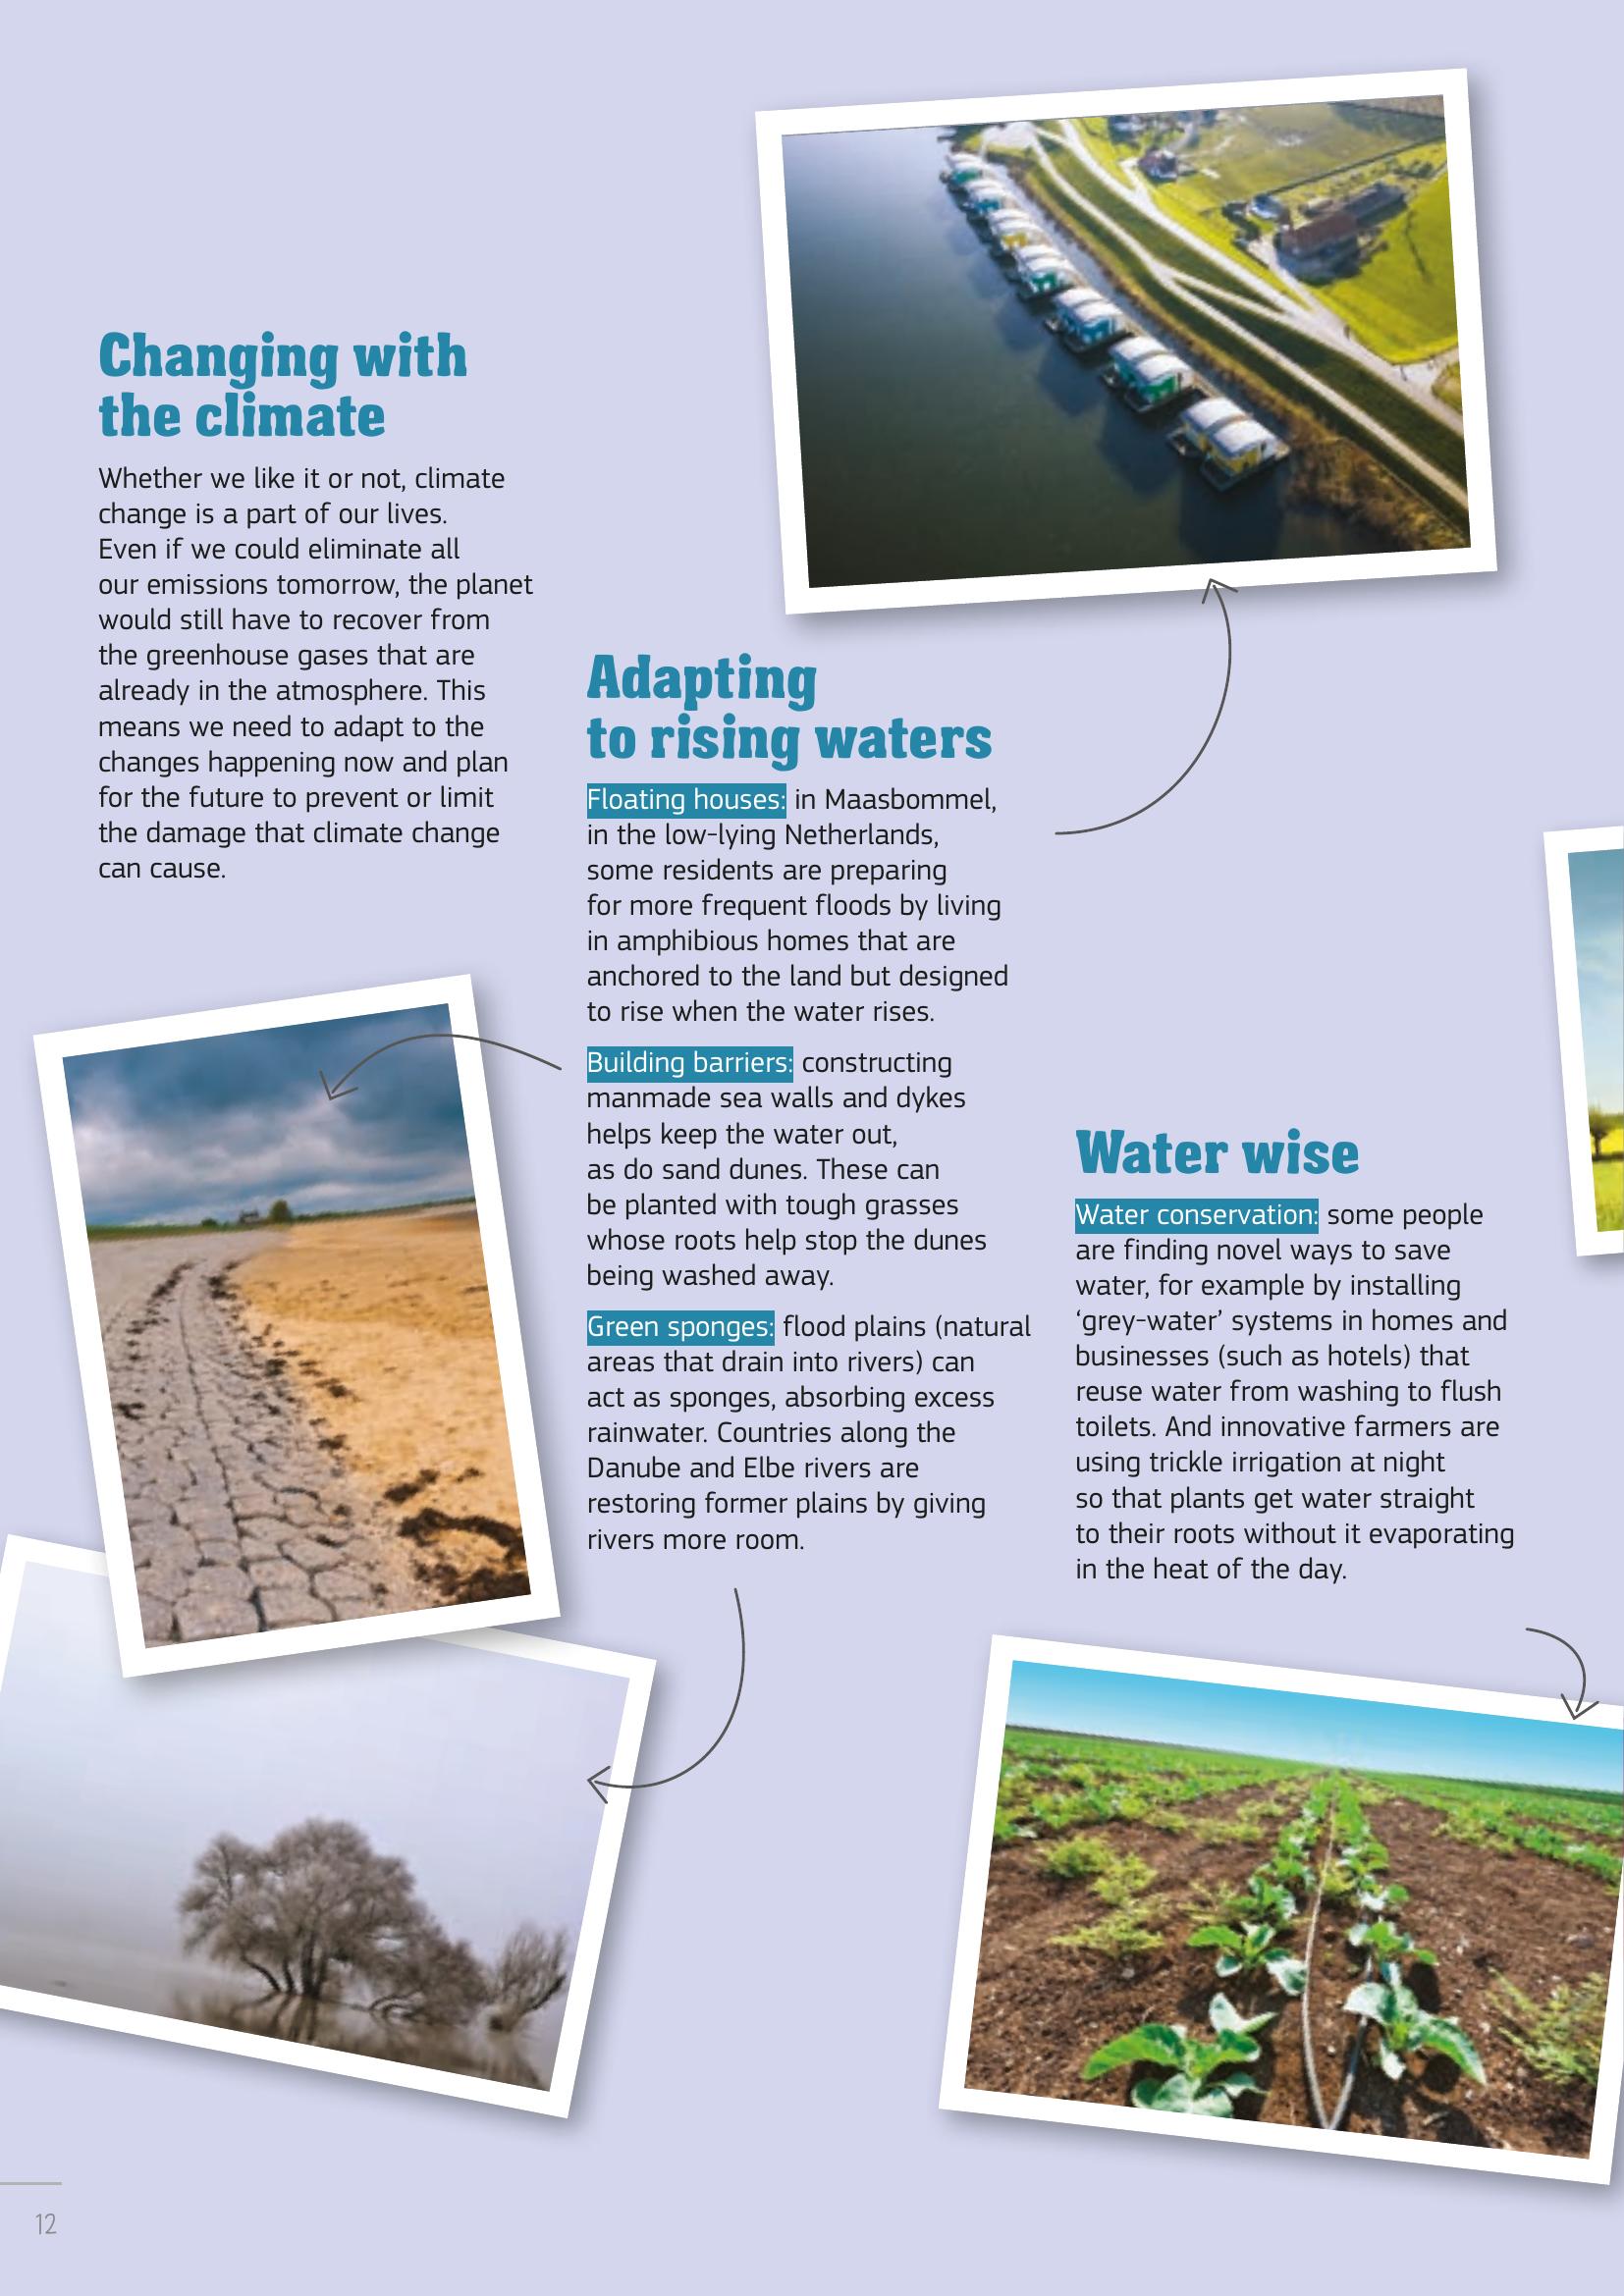 Changing with
the climate
Whether we like it or not, climate
change is a part of our lives.
Even if we could eliminate all
our emissions tomorrow, the planet
would still have to recover from
the greenhouse gases that are
already in the atmosphere. This
means we need to adapt to the
changes happening now and plan
for the future to prevent or limit
the damage that climate change
can cause.
Adapting
to rising waters
Floating houses: in Maasbommel,
in the low-lying Netherlands,
some residents are preparing
for more frequent floods by living
in amphibious homes that are
anchored to the land but designed
to rise when the water rises.
Building barriers: constructing
manmade sea walls and dykes
helps keep the water out,
as do sand dunes. These can
be planted with tough grasses
whose roots help stop the dunes
being washed away.
Green sponges: flood plains (natural
areas that drain into rivers) can
act as sponges, absorbing excess
rainwater. Countries along the
Danube and Elbe rivers are
restoring former plains by giving
rivers more room.
Water wise
Water conservation: some people
are finding novel ways to save
water, for example by installing
‘grey-water’ systems in homes and
businesses (such as hotels) that
reuse water from washing to flush
toilets. And innovative farmers are
using trickle irrigation at night
so that plants get water straight
to their roots without it evaporating
in the heat of the day.
12